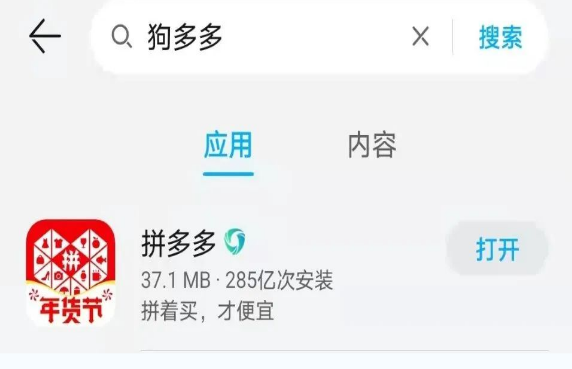 狗多多
搜索
应用
内容
拼
年货节
拼多多
37.1 MB · 285亿次安装
拼着买，才便宜
打开